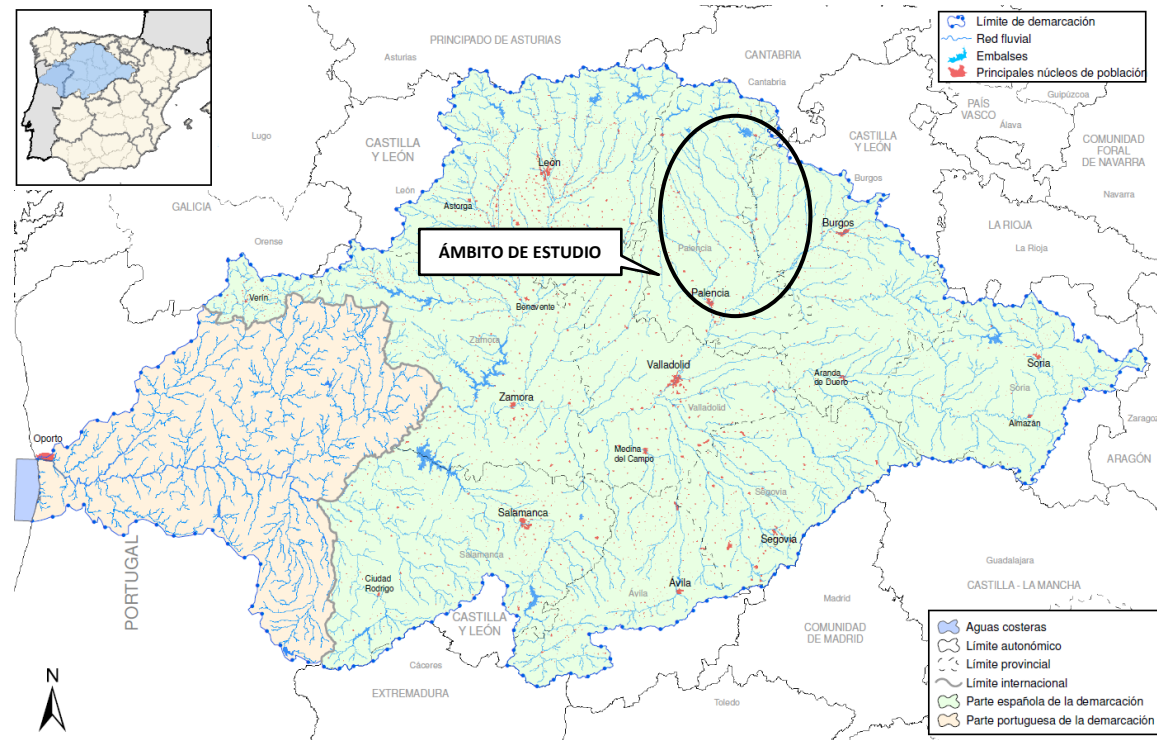 PRINCIPADO DE ASTURIAS
Asturias
CANTABRIA
Cantabria
Límite de demarcación
Red fluvial
Embalses
Principales núcleos de población
PAÍS
VASCO
Guipúzcoa
Álava
COMUNIDAD
FORAL
DE NAVARRA
Navarra
Lugo
CASTILLA
Y LEÓN
León
León
Astorga
CASTILLA
Y LEÓN
Burgos
Burgos
GALICIA
Orense
LA RIOJA
La Rioja
ÁMBITO DE ESTUDIO
Palencia
Palencia
Verín
Benavente
Zamora
Zamora
Valladolid
Valladolid
Aranda
de Duero
Soria
Soria
Almazán
Zaragoz
ARAGÓN
Oporto
Medina
del Campo
Segovia
Segovia
Salamanca
Salamanca
PORTUGAL
Ciudad
Rodrigo
Ávila
Ávila
Guadalajara
CASTILLA - LA MANCHA
Madrid
COMUNIDAD
DE MADRID
CASTILLA
Y LEÓN
Cáceres
EXTREMADURA
Toledo
N
Aguas costeras
Límite autonómico
Límite provincial
Límite internacional
Parte española de la demarcación
Parte portuguesa de la demarcación